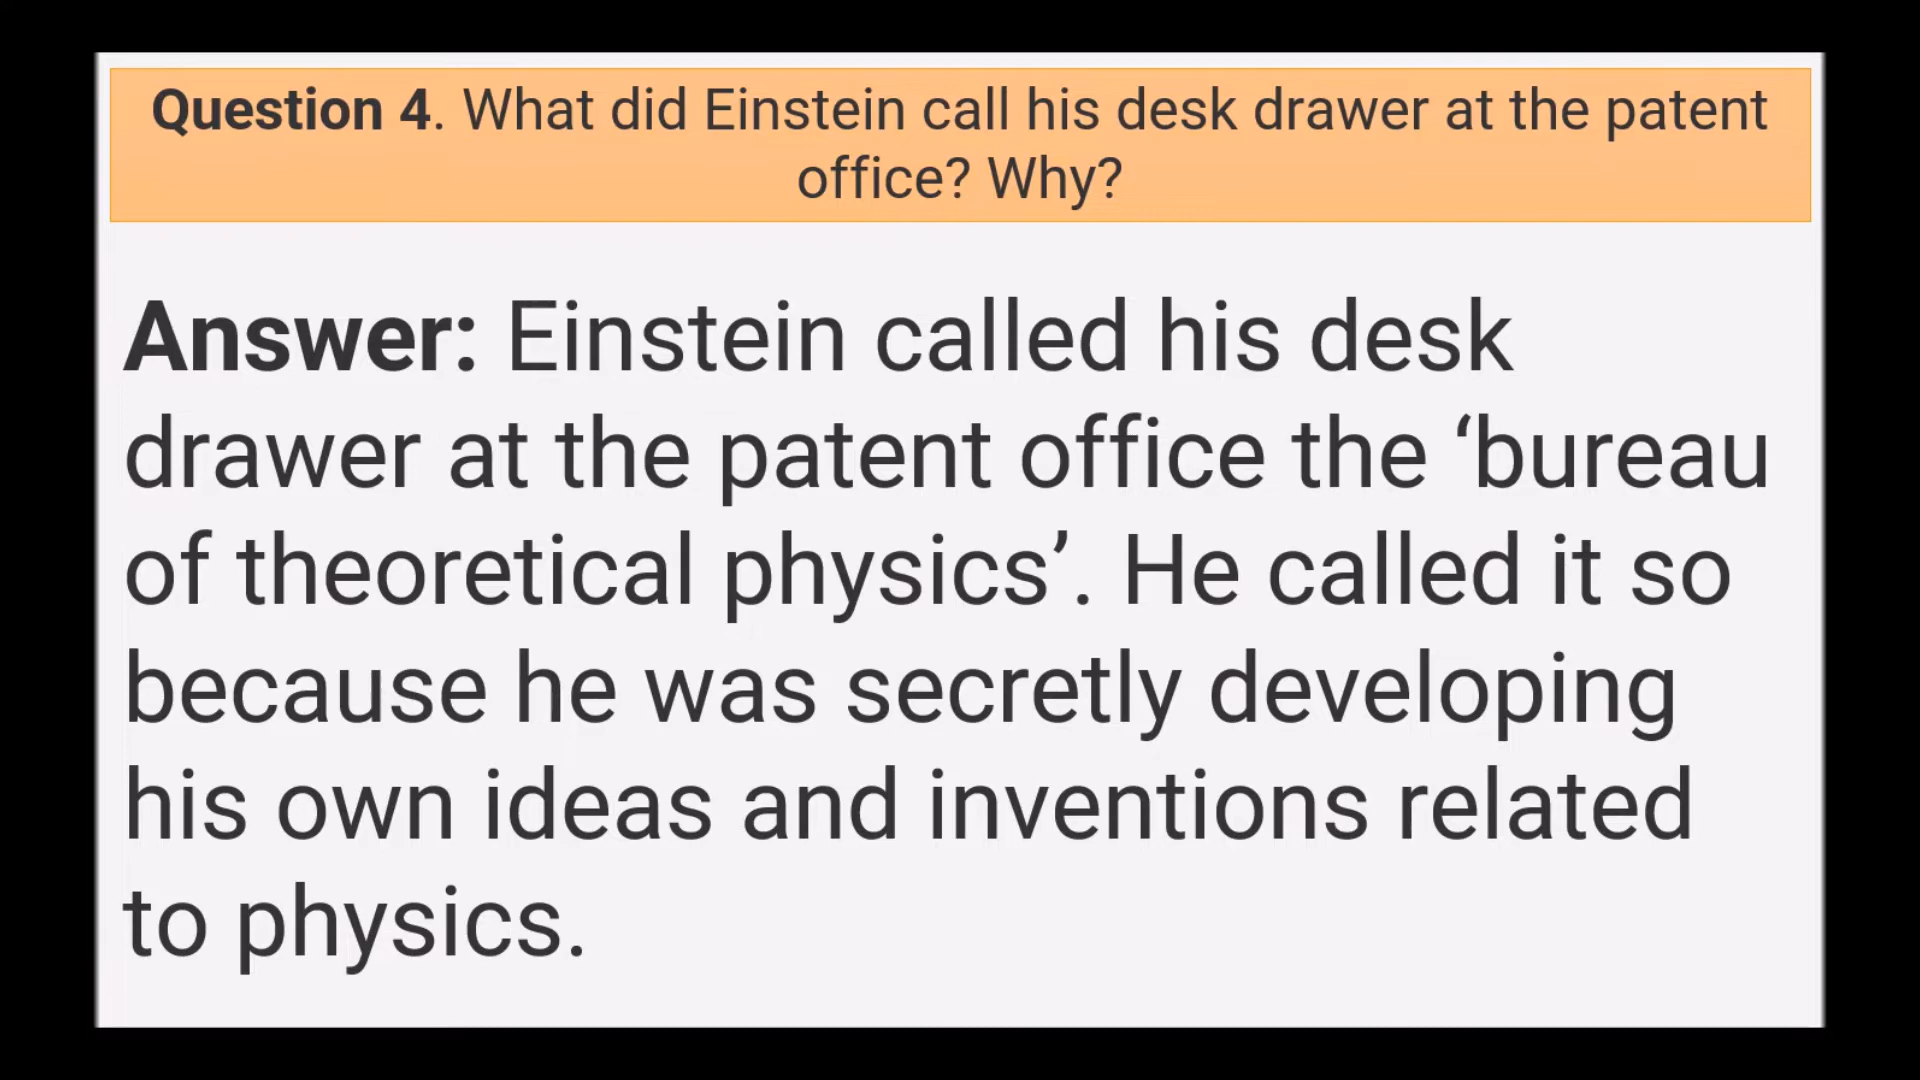 Question 4. What did Einstein call his desk drawer at the patent
office? Why?
Answer: Einstein called his desk
drawer at the patent office the ‘bureau
of theoretical physics’. He called it so
because he was secretly developing
his own ideas and inventions related
to physics.